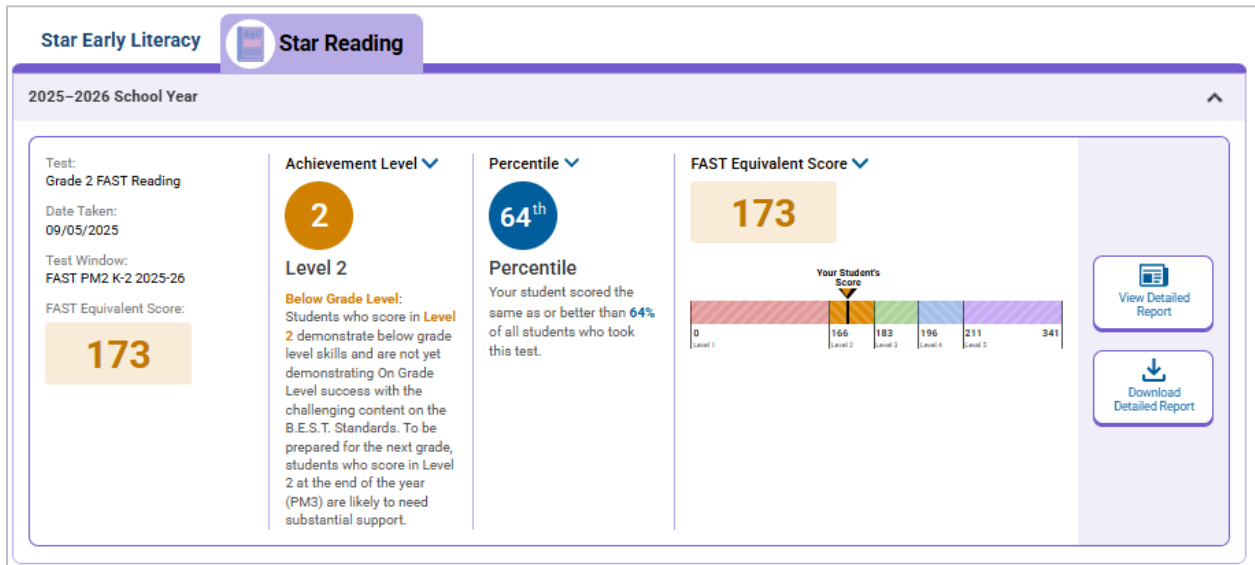 Star Early Literacy
ABC
Star Reading
2025–2026 School Year
Test:
Grade 2 FAST Reading
Date Taken:
09/05/2025
Test Window:
FAST PM2 K-2 2025-26
FAST Equivalent Score:
173
Achievement Level
2
Level 2
Below Grade Level:
Students who score in Level
2 demonstrate below grade
level skills and are not yet
demonstrating On Grade
Level success with the
challenging content on the
B.E.S.T. Standards. To be
prepared for the next grade,
students who score in Level
2 at the end of the year
(PM3) are likely to need
substantial support.
Percentile
64th
Percentile
Your student scored the
same as or better than 64%
of all students who took
this test.
FAST Equivalent Score
173
Your Student's
Score
0 166 183 196 211 341
Level 1 Level 2 Level 3 Level 4 Level 5
View Detailed
Report
Download
Detailed Report